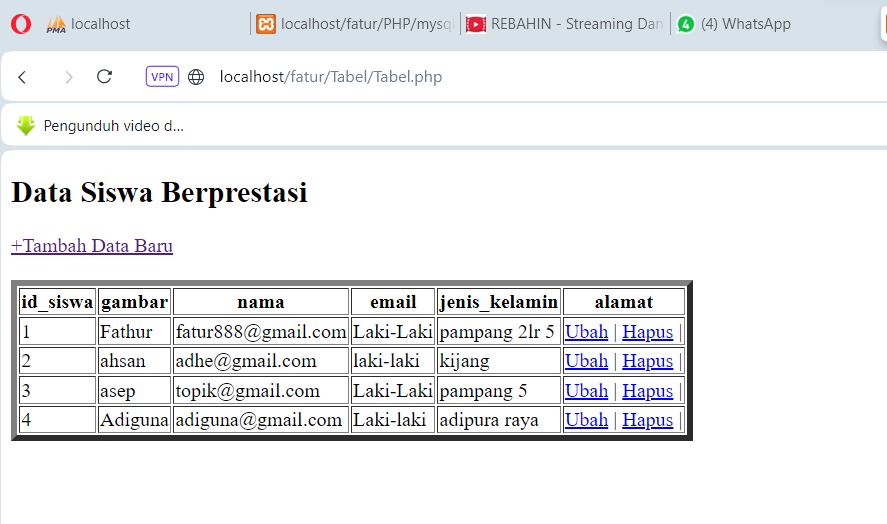 PMA localhost localhost/fatur/PHP/mysql REBAHIN - Streaming Dan 4 (4) WhatsApp
VPN localhost/fatur/Tabel/Tabel.php
Pengunduh video d...
Data Siswa Berprestasi
+Tambah Data Baru
id_siswa gambar nama email jenis_kelamin alamat
1 Fathur fatur888@gmail.com Laki-Laki pampang 2lr 5 Ubah | Hapus |
2 ahsan adhe@gmail.com laki-laki kijang Ubah | Hapus |
3 asep topik@gmail.com Laki-Laki pampang 5 Ubah | Hapus |
4 Adiguna adiguna@gmail.com Laki-laki adipura raya Ubah | Hapus |